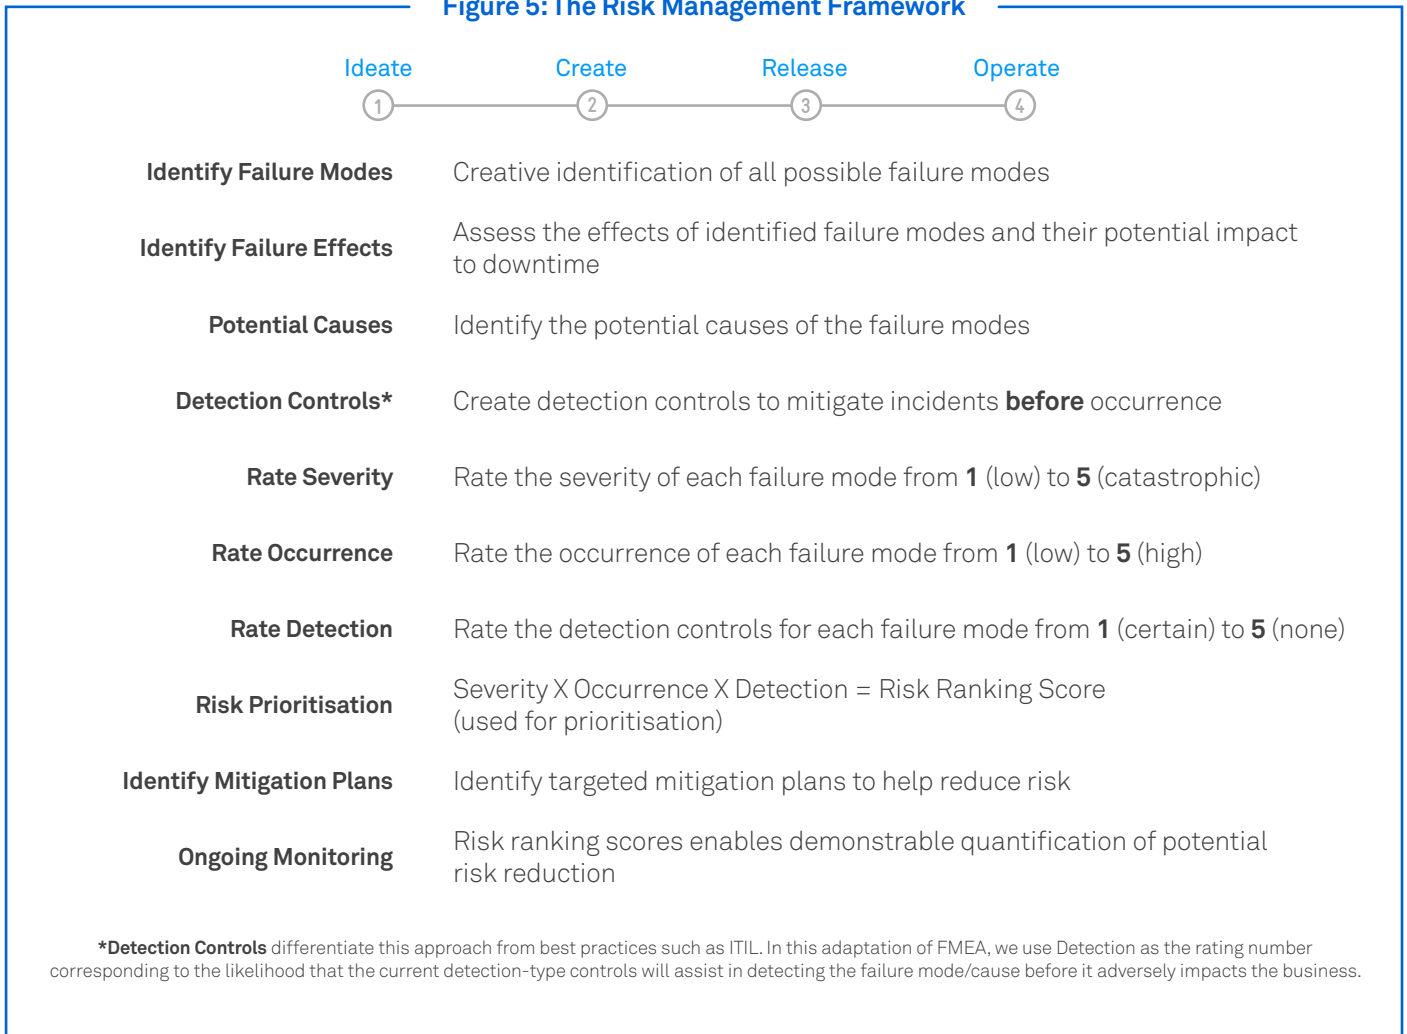 Figure 5: The Risk Management Framework
Ideate Create Release Operate
1 2 3 4
Identify Failure Modes Creative identification of all possible failure modes
Identify Failure Effects Assess the effects of identified failure modes and their potential impact
to downtime
Potential Causes Identify the potential causes of the failure modes
Detection Controls* Create detection controls to mitigate incidents before occurrence
Rate Severity Rate the severity of each failure mode from 1 (low) to 5 (catastrophic)
Rate Occurrence Rate the occurrence of each failure mode from 1 (low) to 5 (high)
Rate Detection Rate the detection controls for each failure mode from 1 (certain) to 5 (none)
Risk Prioritisation Severity X Occurrence X Detection = Risk Ranking Score
(used for prioritisation)
Identify Mitigation Plans Identify targeted mitigation plans to help reduce risk
Ongoing Monitoring Risk ranking scores enables demonstrable quantification of potential
risk reduction
*Detection Controls differentiate this approach from best practices such as ITIL. In this adaptation of FMEA, we use Detection as the rating number
corresponding to the likelihood that the current detection-type controls will assist in detecting the failure mode/cause before it adversely impacts the business.